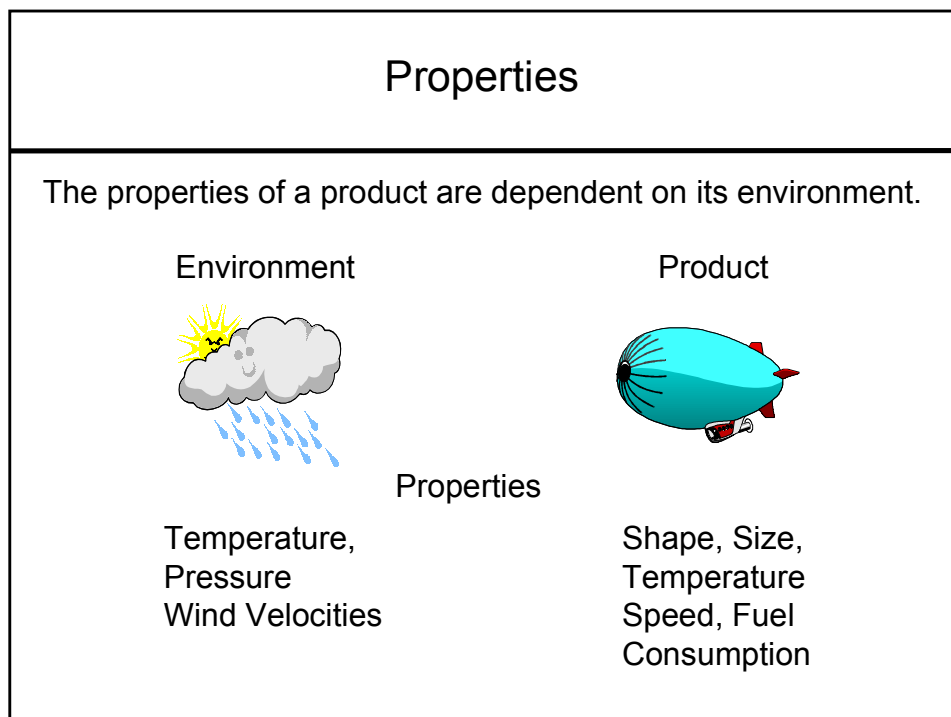 Properties
The properties of a product are dependent on its environment.
Environment
Product
Properties
Temperature,
Pressure
Wind Velocities
Shape, Size,
Temperature
Speed, Fuel
Consumption